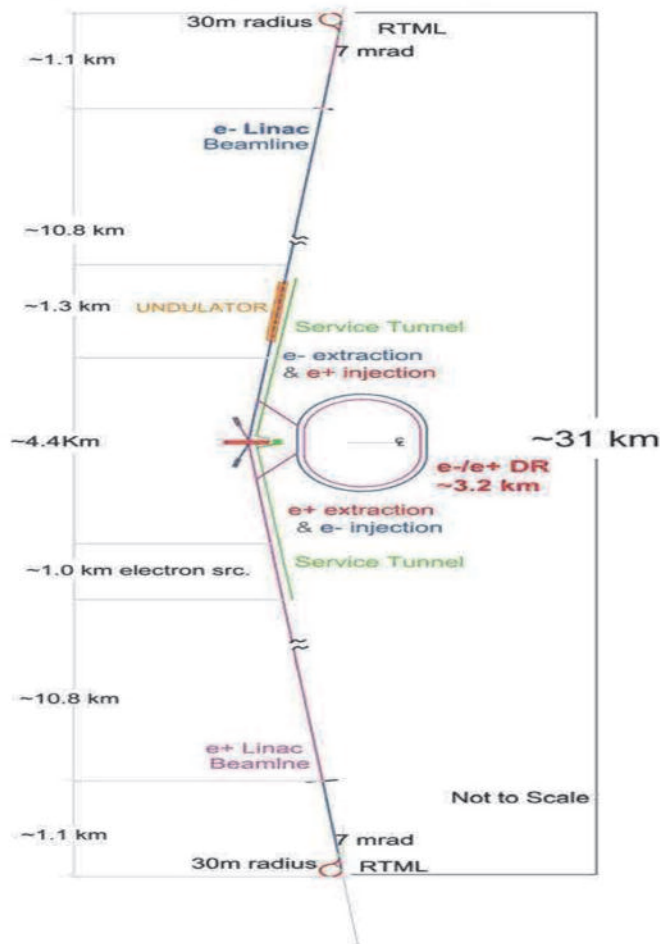 30m radius
RTML
7 mrad
~1.1 km
e- Linac
Beamline
~10.8 km
~1.3 km
UNDULATOR
Service Tunnel
e- extraction
& e+ injection
~4.4Km
~31 km
e-/e+ DR
~3.2 km
e+ extraction
& e- injection
~1.0 km electron src.
Service Tunnel
~10.8 km
e+ Linac
Beamlne
Not to Scale
~1.1 km
7 mrad
30m radius
RTML